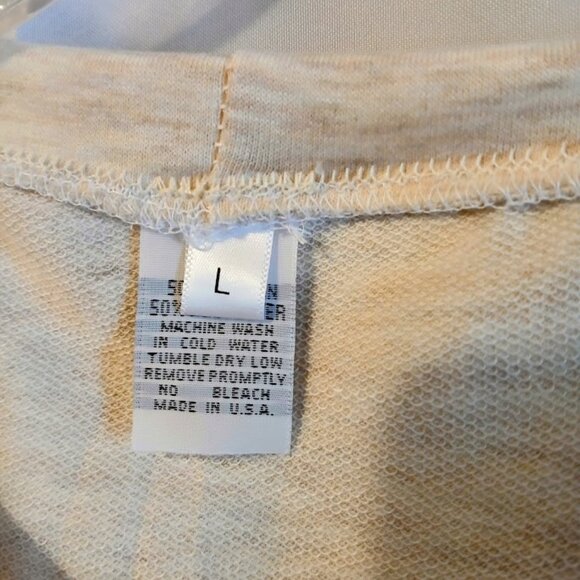 L
50%
MACHINE WASH
IN COLD WATER
TUMBLE DRY LOW
REMOVE PROMPTLY
NO BLEACH
MADE IN U.S.A.